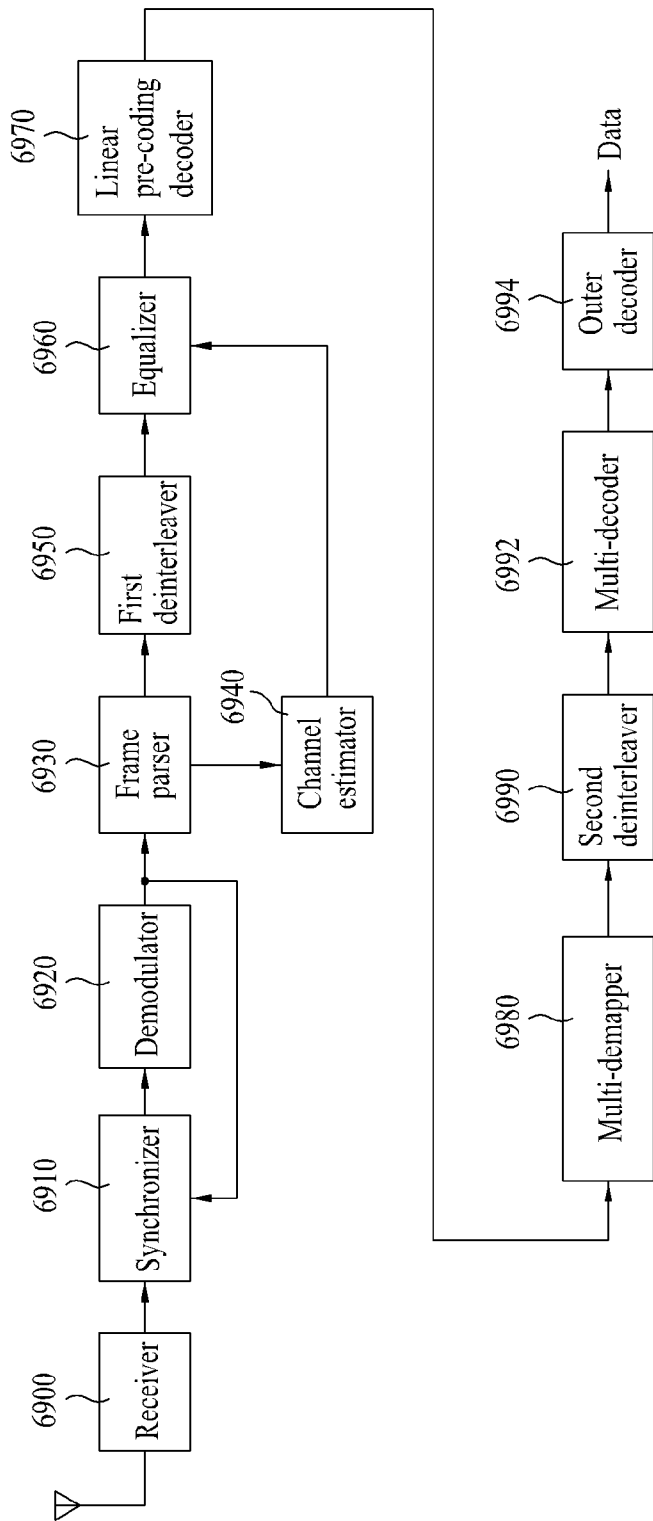 6900
Receiver
6910
Synchronizer
6920
Demodulator
6930
Frame
parser
6940
Channel
estimator
6950
First
deinterleaver
6960
Equalizer
6970
Linear
pre-coding
decoder
6980
Multi-demapper
6990
Second
deinterleaver
6992
Multi-decoder
6994
Outer
decoder
Data